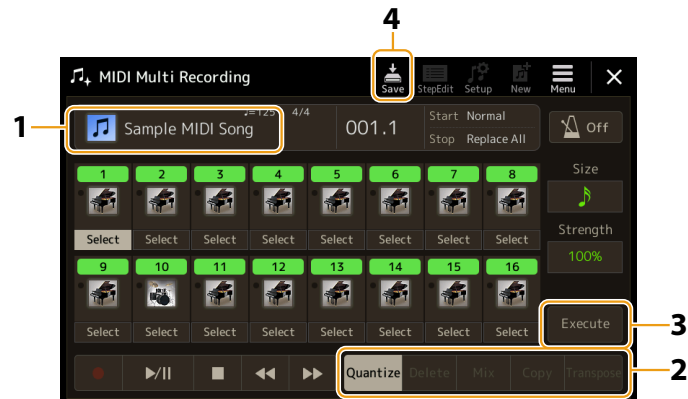 4
MIDI Multi Recording
Save
StepEdit
Setup
New
Menu
1
Sample MIDI Song
♩=125 4/4
001.1
Start Normal
Stop Replace All
Off
1 2 3 4 5 6 7 8
Select Select Select Select Select Select Select Select
9 10 11 12 13 14 15 16
Select Select Select Select Select Select Select Select
Size
Strength
100%
Execute
3
Quantize Delete Mix Copy Transpose
2